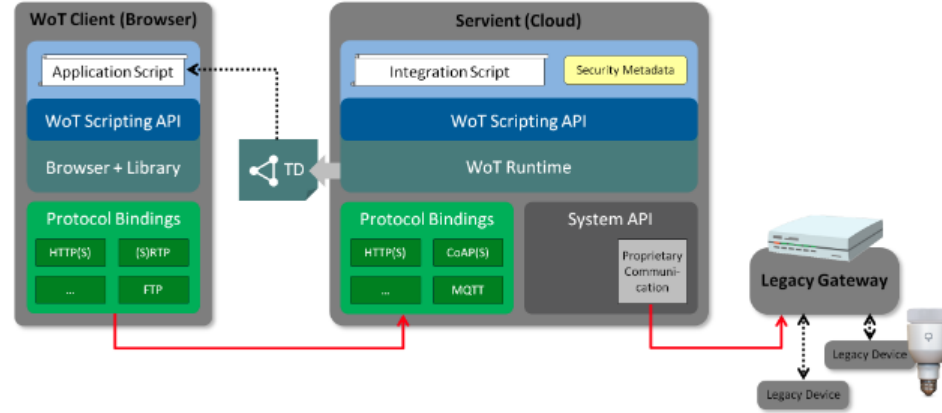 WoT Client (Browser)
Application Script
WoT Scripting API
Browser + Library
Protocol Bindings
HTTP(S)
(S)RTP
...
FTP
TD
Servient (Cloud)
Integration Script
Security Metadata
WoT Scripting API
WoT Runtime
Protocol Bindings
HTTP(S)
CoAP(S)
...
MQTT
System API
Proprietary
Communi-
cation
Legacy Gateway
Legacy Device
Legacy Device